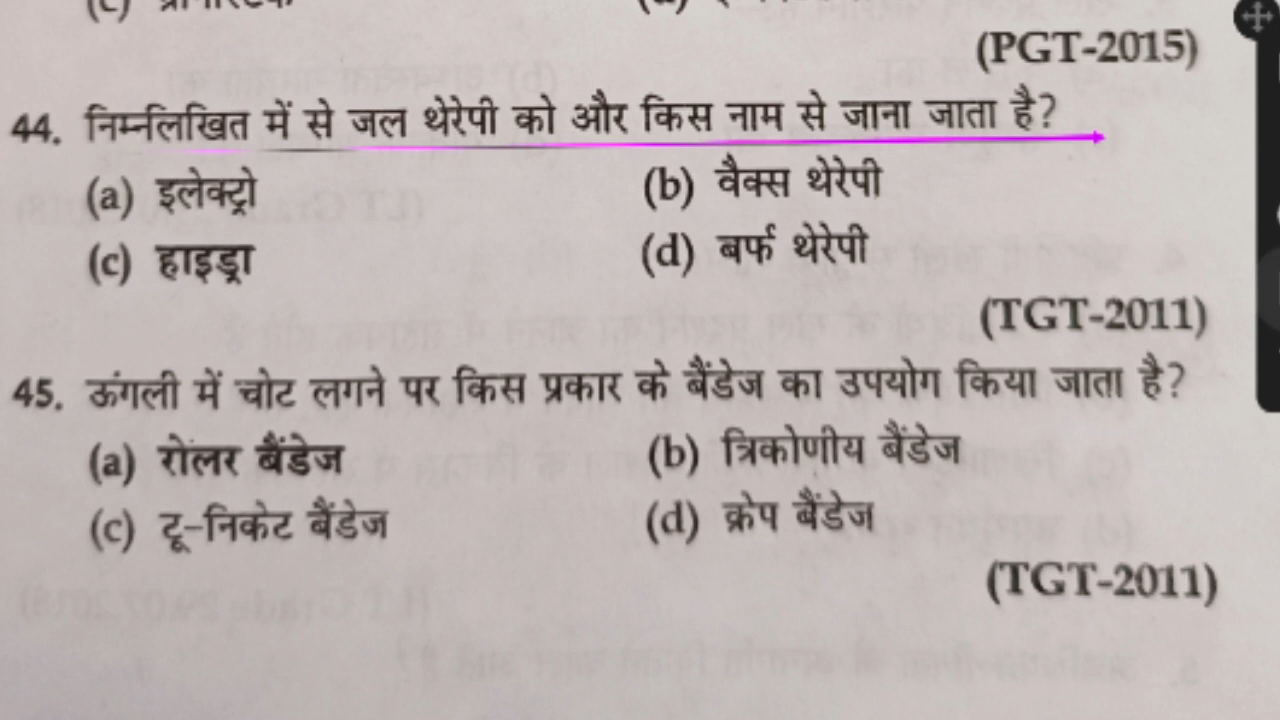 (PGT-2015)
44. निम्नलिखित में से जल थेरेपी को और किस नाम से जाना जाता है?
(a) इलेक्ट्रो (b) वैक्स थेरेपी
(c) हाइड्रा (d) बर्फ थेरेपी
(TGT-2011)
45. ऊंगली में चोट लगने पर किस प्रकार के बैंडेज का उपयोग किया जाता है?
(a) रोलर बैंडेज (b) त्रिकोणीय बैंडेज
(c) टू-निकेट बैंडेज (d) क्रेप बैंडेज
(TGT-2011)